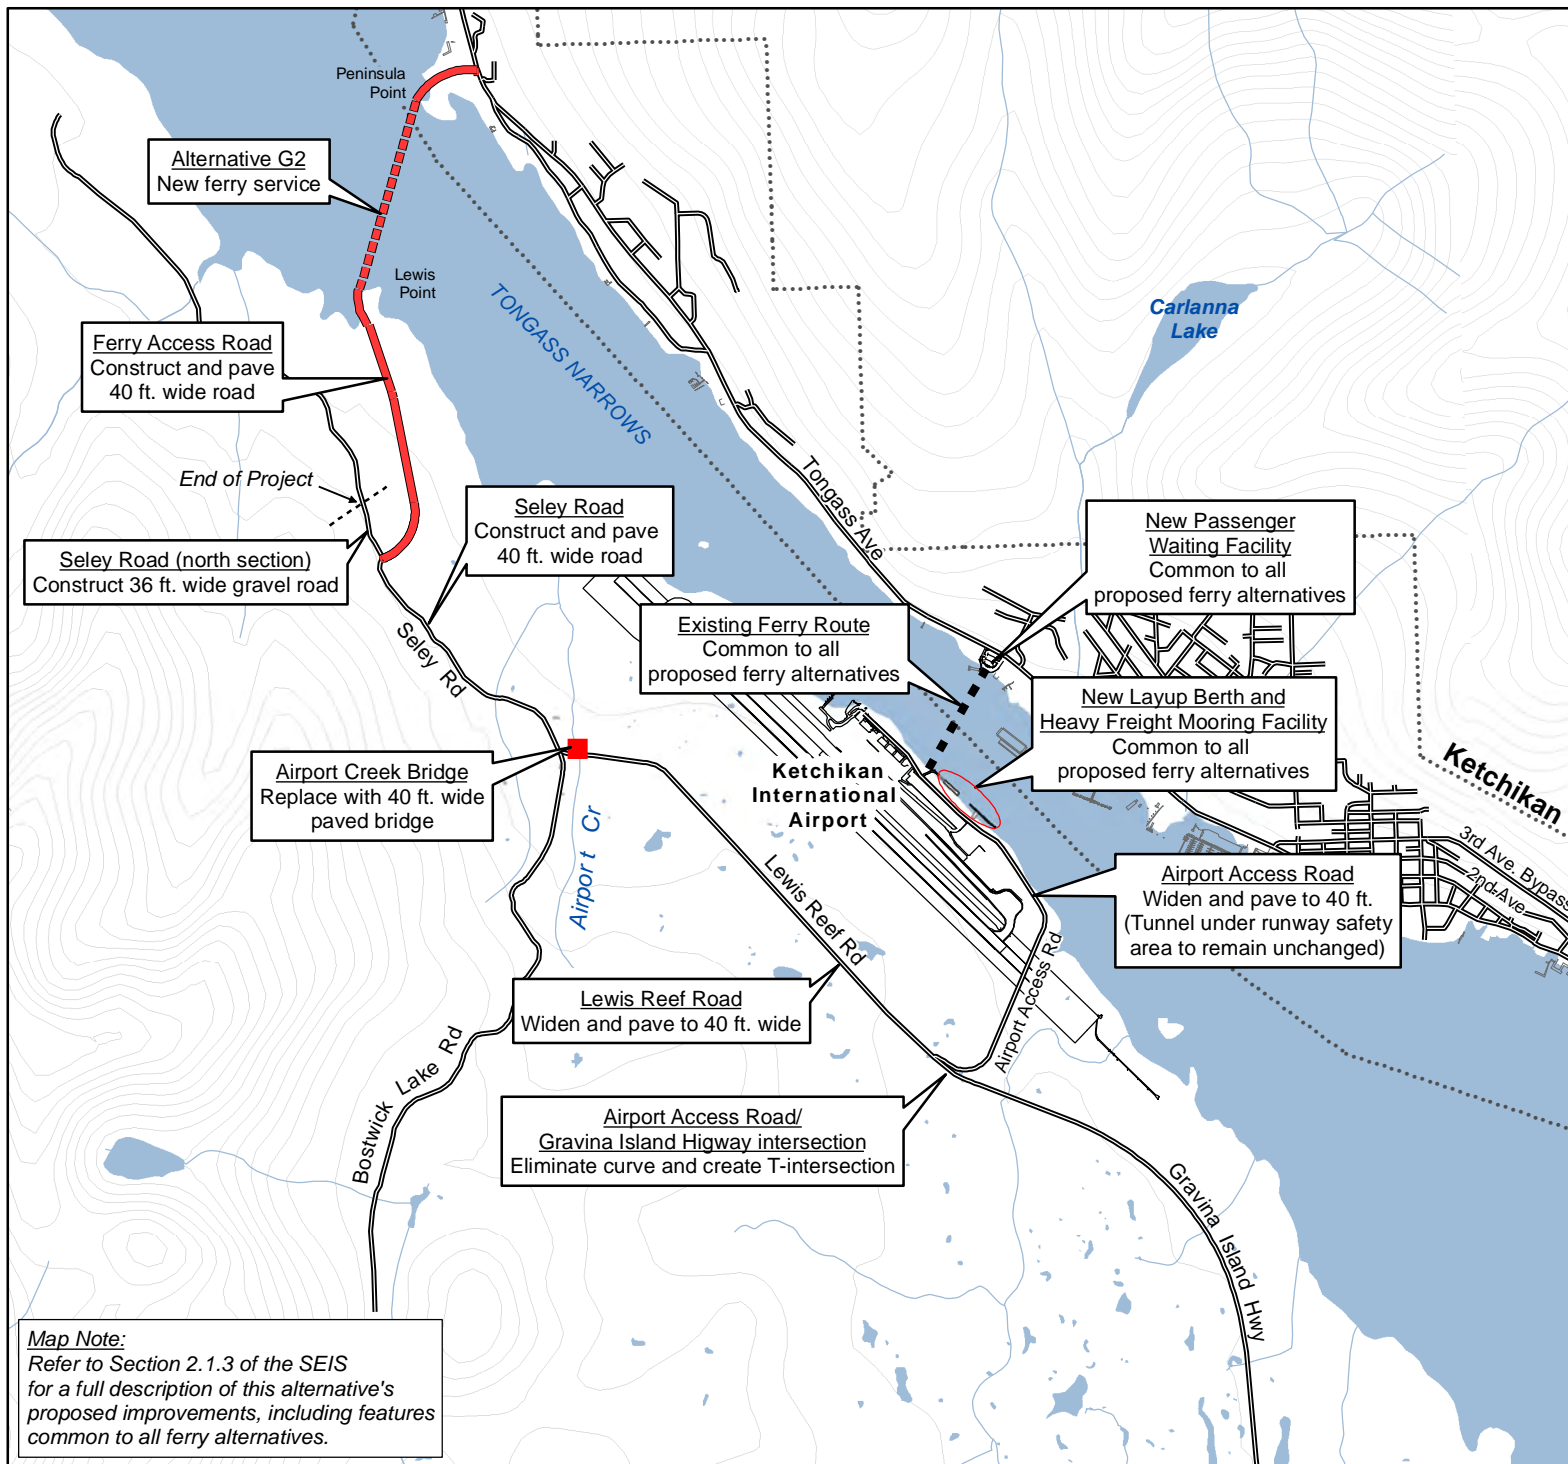 Peninsula
Point
Alternative G2
New ferry service
Lewis
Point
TONGASS NARROWS
Carlanna
Lake
Ferry Access Road
Construct and pave
40 ft. wide road
End of Project
Seley Road
Construct and pave
40 ft. wide road
Tongass Ave
New Passenger
Waiting Facility
Common to all
proposed ferry alternatives
Seley Road (north section)
Construct 36 ft. wide gravel road
Seley Rd
Existing Ferry Route
Common to all
proposed ferry alternatives
New Layup Berth and
Heavy Freight Mooring Facility
Common to all
proposed ferry alternatives
Ketchikan
Airport Creek Bridge
Replace with 40 ft. wide
paved bridge
Ketchikan
International
Airport
Airport Cr
Lewis Reef Rd
3rd Ave. Bypass
2nd Ave
Airport Access Road
Widen and pave to 40 ft.
(Tunnel under runway safety
area to remain unchanged)
Airport Access Rd
Lewis Reef Road
Widen and pave to 40 ft. wide
Bostwick Lake Rd
Airport Access Road/
Gravina Island Higway intersection
Eliminate curve and create T-intersection
Gravina Island Hwy
Map Note:
Refer to Section 2.1.3 of the SEIS
for a full description of this alternative's
proposed improvements, including features
common to all ferry alternatives.